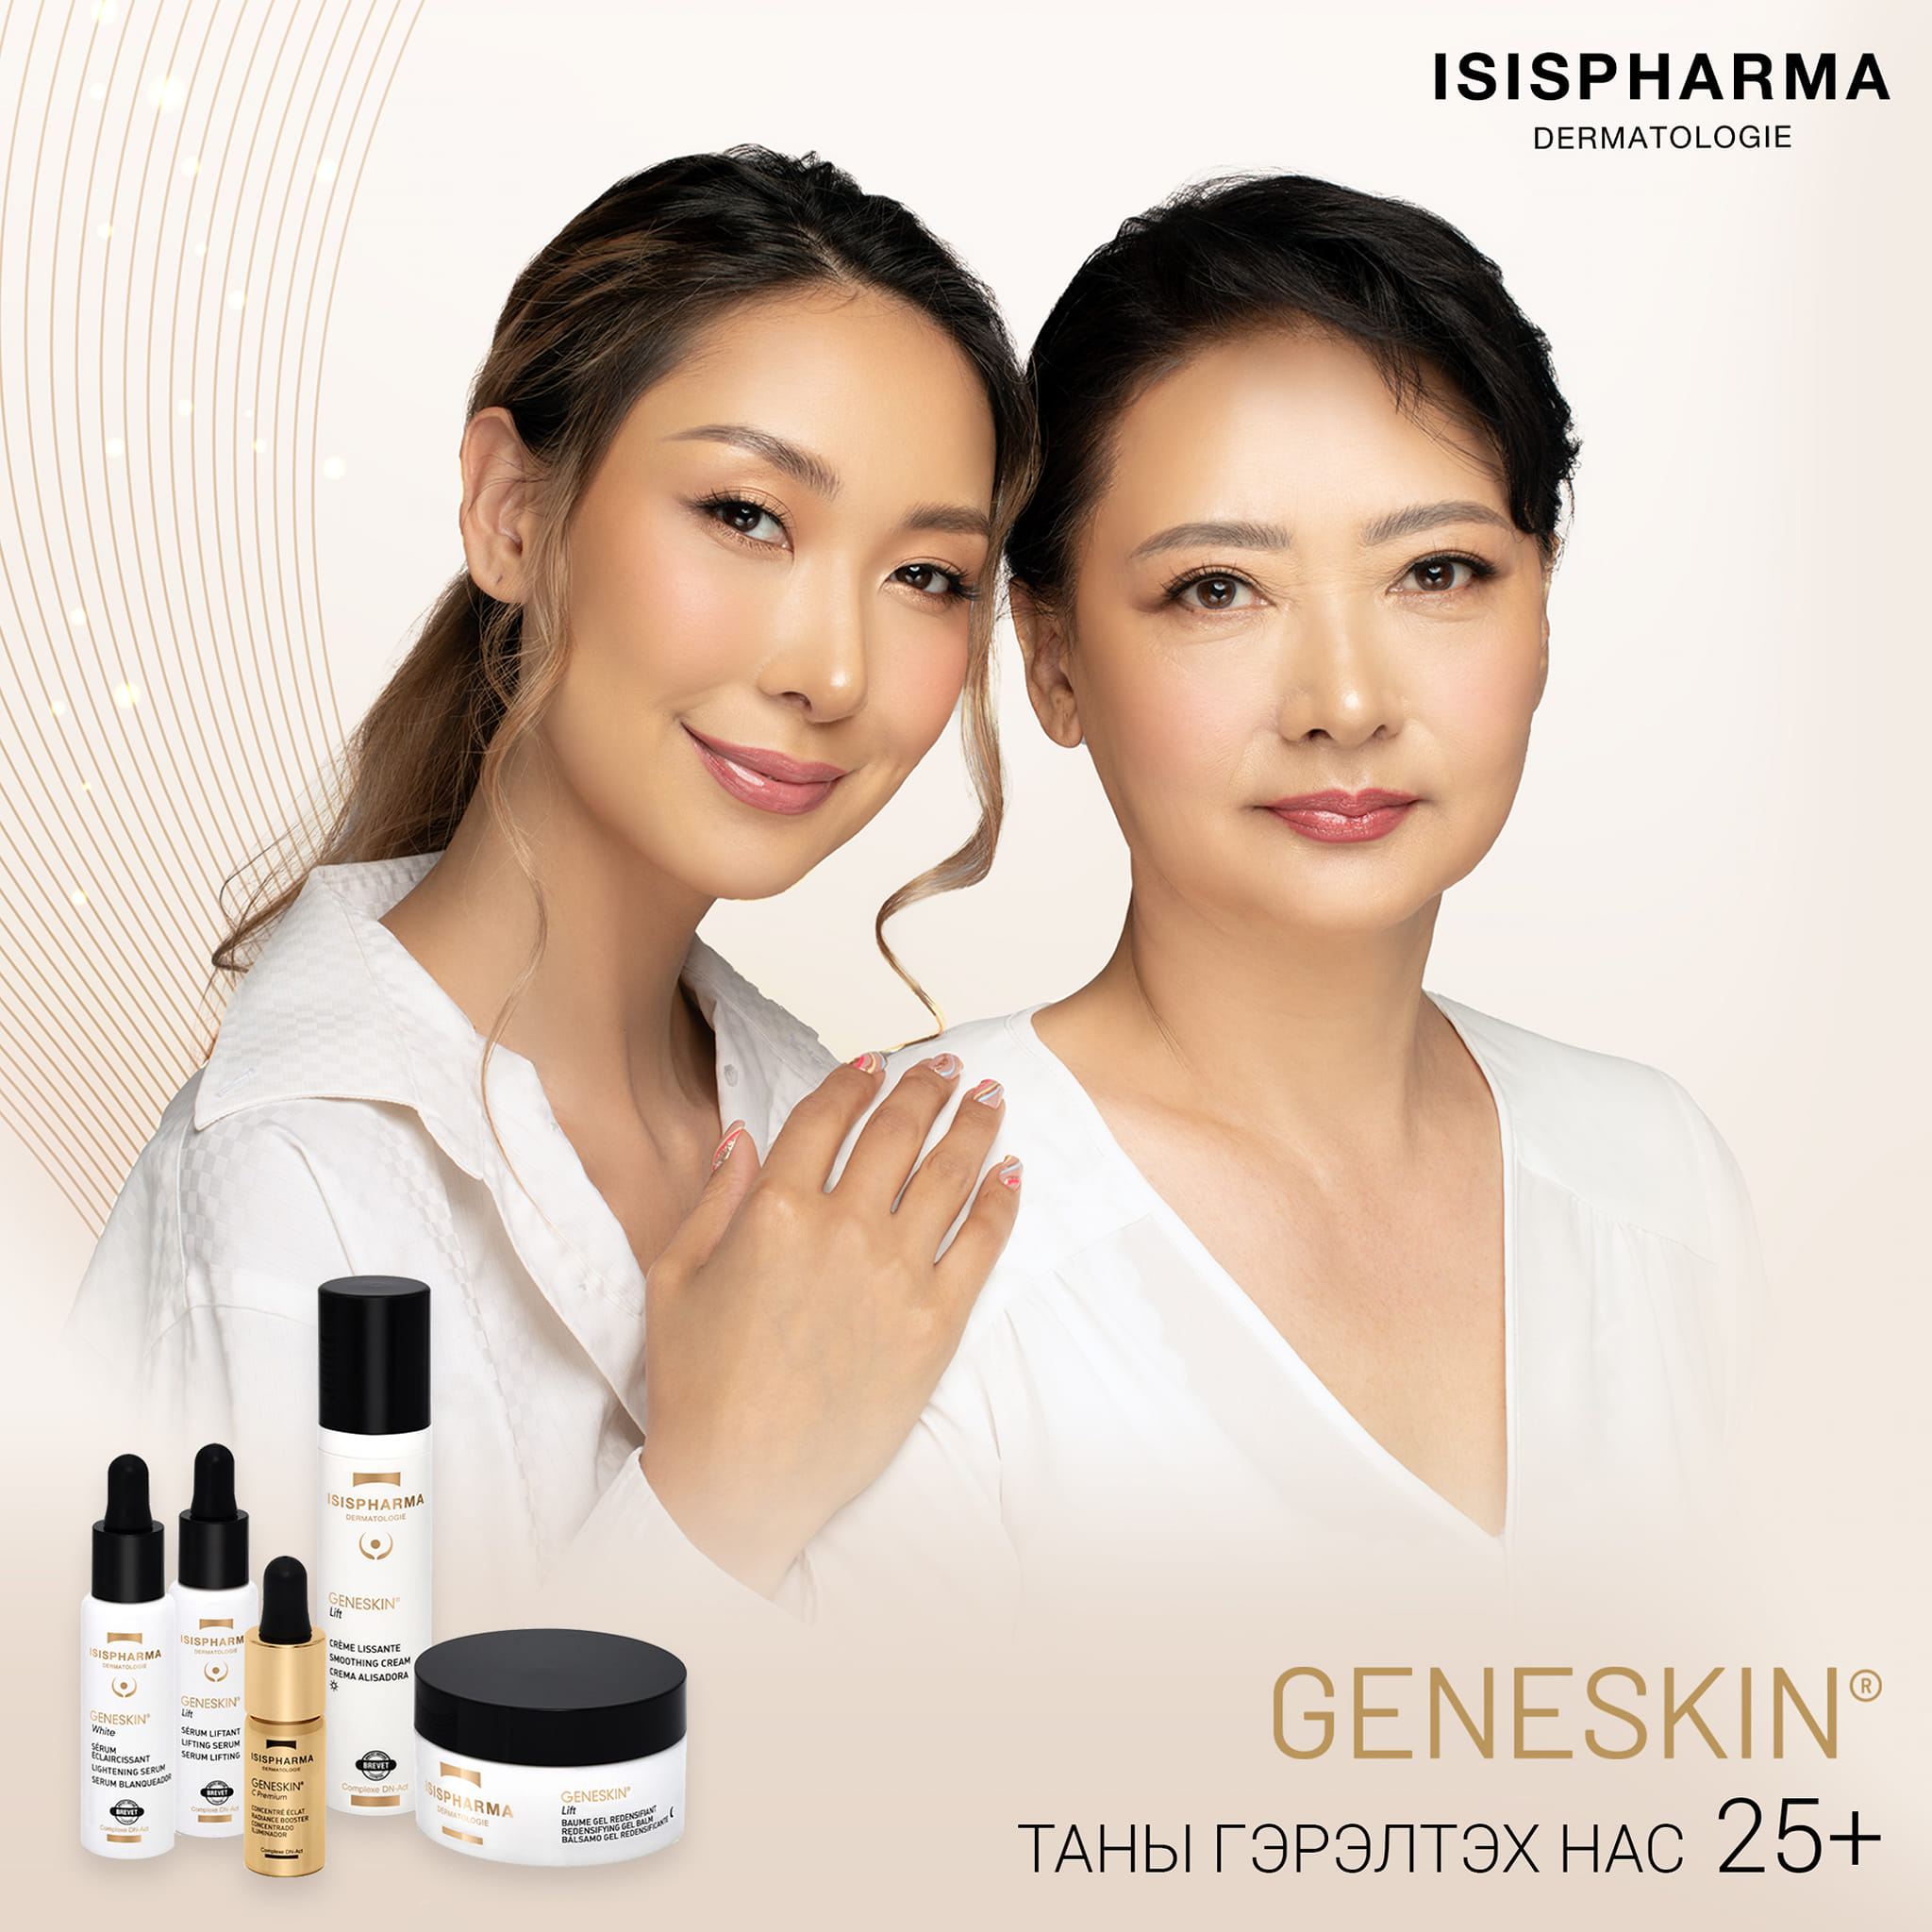 ISISPHARMA
DERMATOLOGIE
ISISPHARMA
DERMATOLOGIE
GENESKIN®
Lift
CRÈME LISSANTE
SMOOTHING CREAM
CREMA ALISADORA
BREVET
Complexe DN-Act
ISISPHARMA
DERMATOLOGIE
GENESKIN®
White
SÉRUM
ÉCLAIRCISSANT
LIGHTENING SERUM
SÉRUM BLANQUEADOR
BREVET
Complexe DN-Act
ISISPHARM
DERMATOLOGIE
GENESKIN®
Lift
SÉRUM LIFTANT
LIFTING SERUM
SERUM LIFTING
BREVET
Complexe DN-Act
ISISPHARMA
DERMATOLOGIE
GENESKIN®
C Premium
CONCENTRÉ ÉCLAT
RADIANCE BOOSTER
CONCENTRADO
ILUMINADOR
Complexe DN-Act
ISISPHARMA
DERMATOLOGIE
GENESKIN®
Lift
BAUME GEL REDENSIFIANT
REDENSIFYING GEL BALM
BÁLSAMO GEL REDENSIFICANTE
GENESKIN®
ТАНЫ ГЭРЭЛТЭХ НАС 25+